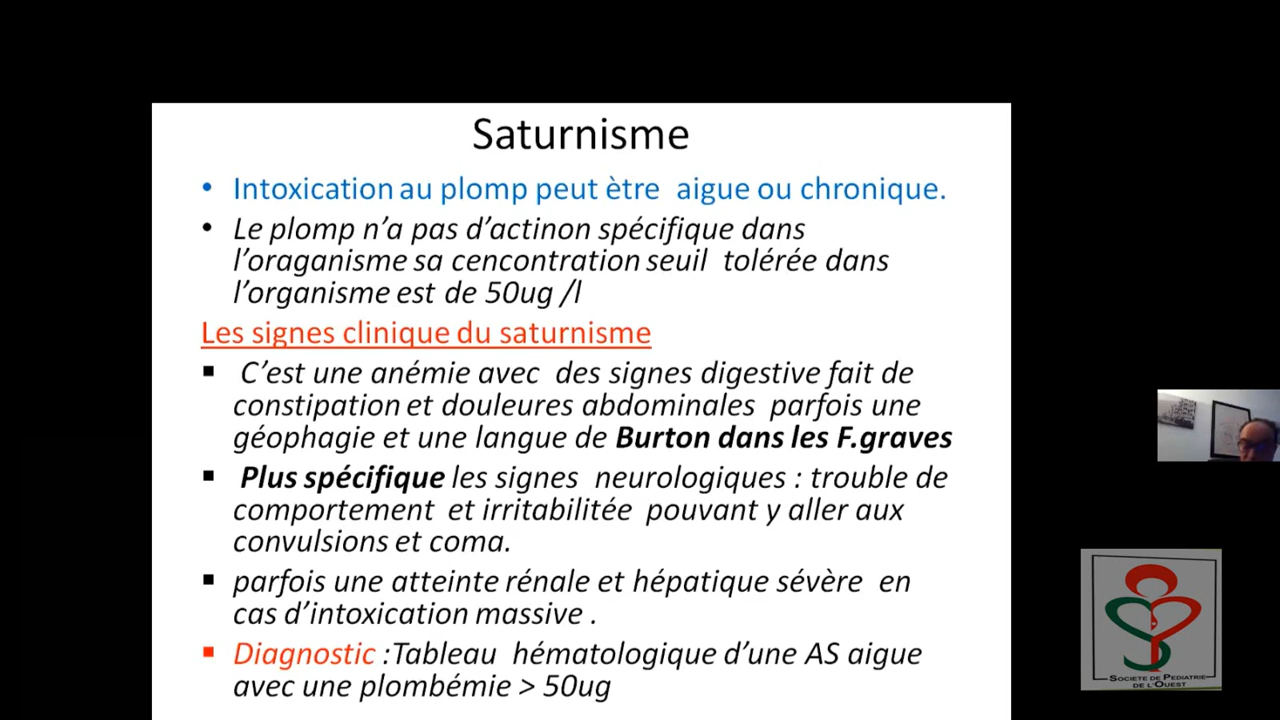 Saturnisme
• Intoxication au plomp peut ètre aigue ou chronique.
• Le plomp n’a pas d’actinon spécifique dans
l’oraganisme sa cencontration seuil tolérée dans
l’organisme est de 50ug /l
Les signes clinique du saturnisme
▪ C’est une anémie avec des signes digestive fait de
constipation et douleures abdominales parfois une
géophagie et une langue de Burton dans les F.graves
▪ Plus spécifique les signes neurologiques : trouble de
comportement et irritabilitée pouvant y aller aux
convulsions et coma.
▪ parfois une atteinte rénale et hépatique sévère en
cas d’intoxication massive .
▪ Diagnostic :Tableau hématologique d’une AS aigue
avec une plombémie > 50ug
SOCIETE DE PEDIATRIE
DE L'OUEST